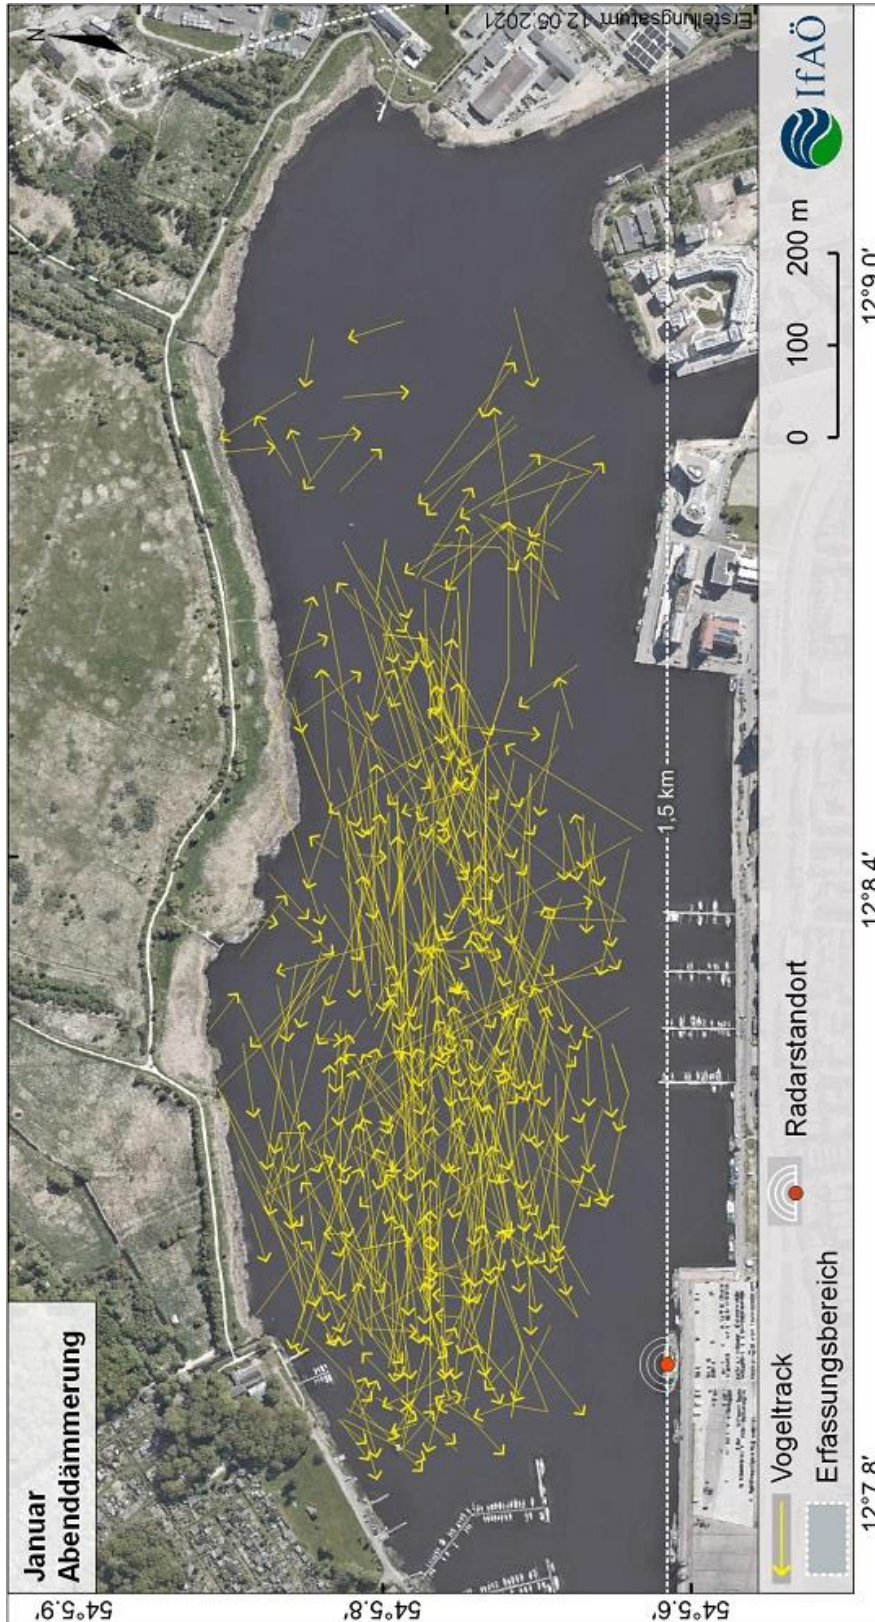 Januar
Abenddämmerung
N
Erstellungsdatum: 12.05.2021
54°5.9'
54°5.8'
54°5.6'
1,5 km
Vogeltrack
Radarstandort
0 100 200 m
IfAÖ
Erfassungsbereich
12°7.8'
12°8.4'
12°9.0'